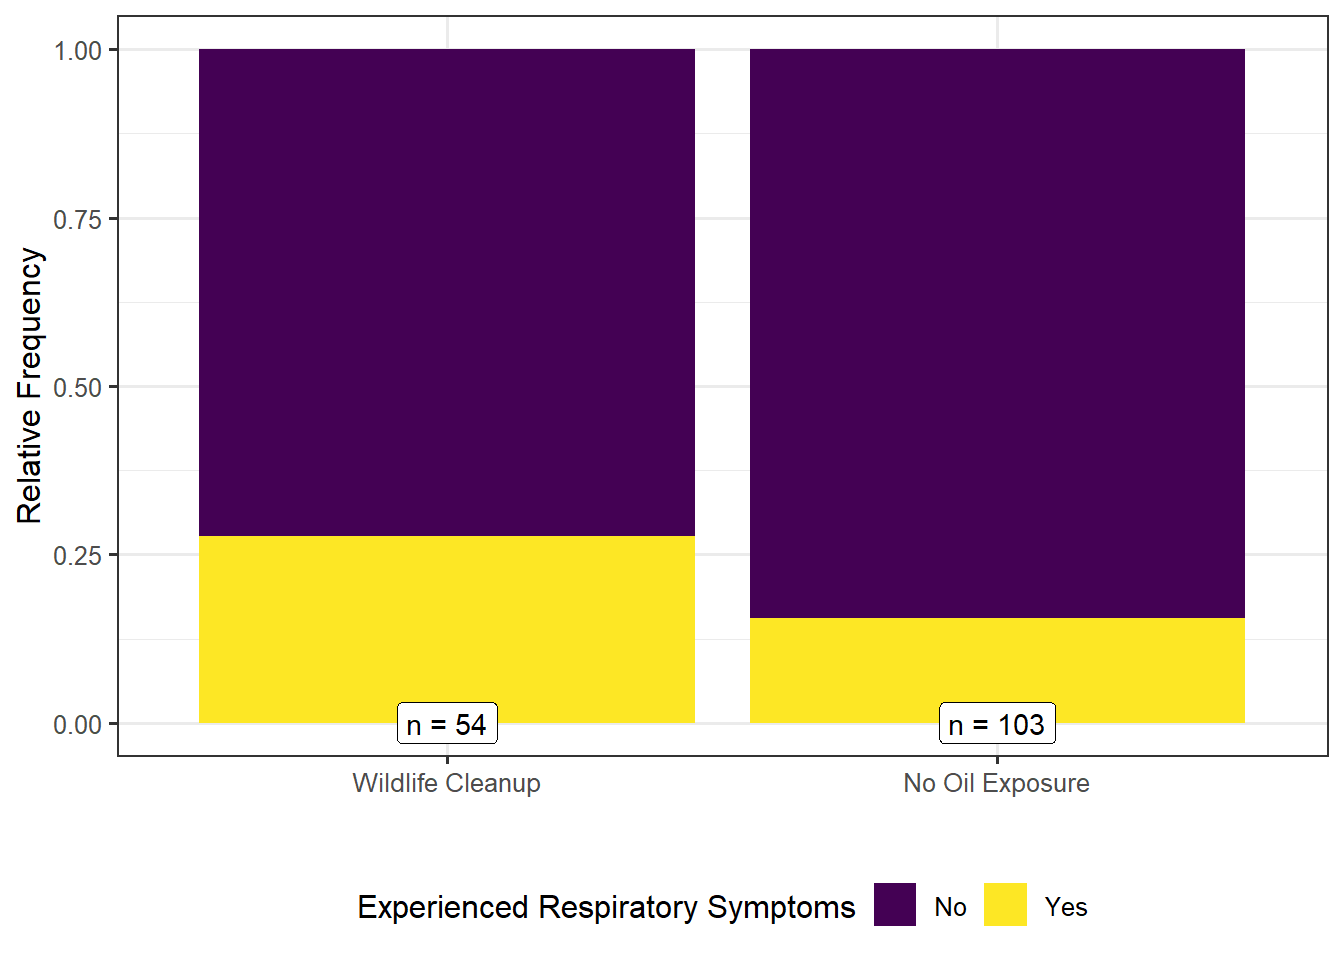 Relative Frequency
1.00
0.75
0.50
0.25
0.00
n = 54
n = 103
Wildlife Cleanup
No Oil Exposure
Experienced Respiratory Symptoms No Yes